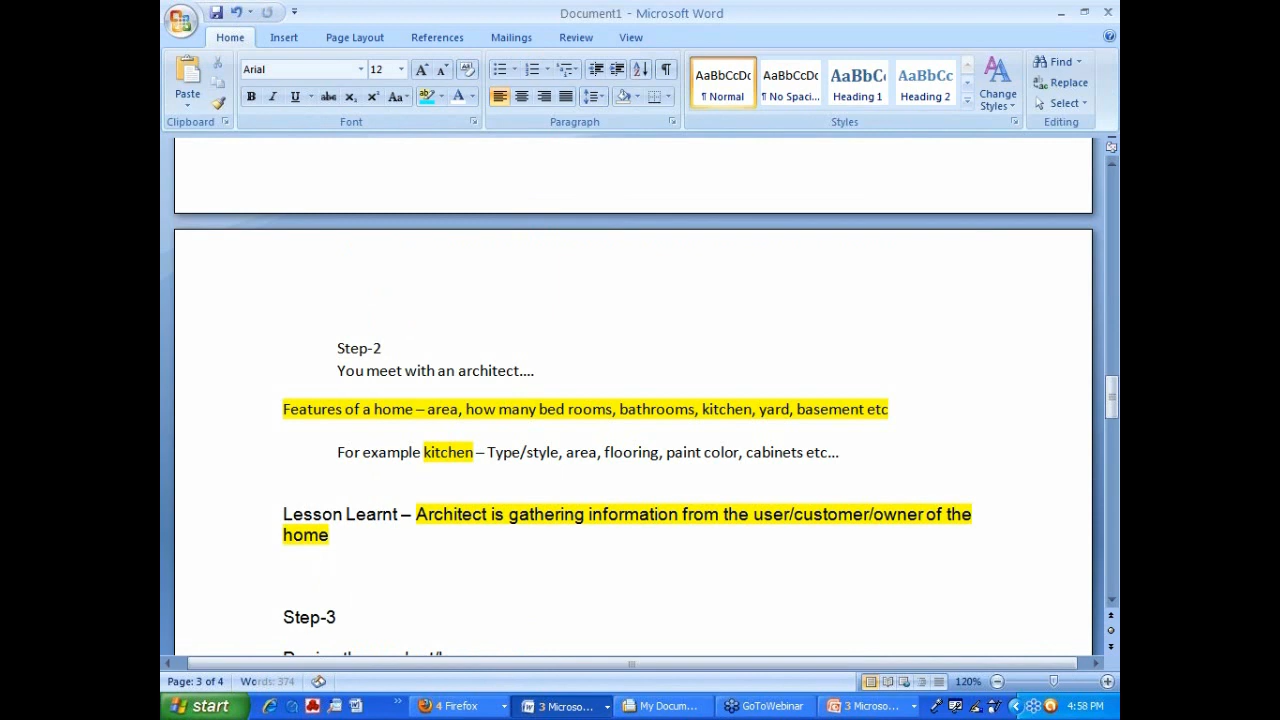 Document1 - Microsoft Word
Home Insert Page Layout References Mailings Review View
Paste
Arial 12
AaBbCcDc AaBbCcDc AaBbCc AaBbCc
¶ Normal ¶ No Spaci... Heading 1 Heading 2
Change Styles
Find
Replace
Select
Clipboard Font Paragraph Styles Editing
Step-2
You meet with an architect....
Features of a home – area, how many bed rooms, bathrooms, kitchen, yard, basement etc
For example kitchen – Type/style, area, flooring, paint color, cabinets etc...
Lesson Learnt – Architect is gathering information from the user/customer/owner of the
home
Step-3
Page: 3 of 4 Words: 374 120%
start 4 Firefox 3 Microso... My Docum... GoToWebinar 3 Microso... 4:58 PM